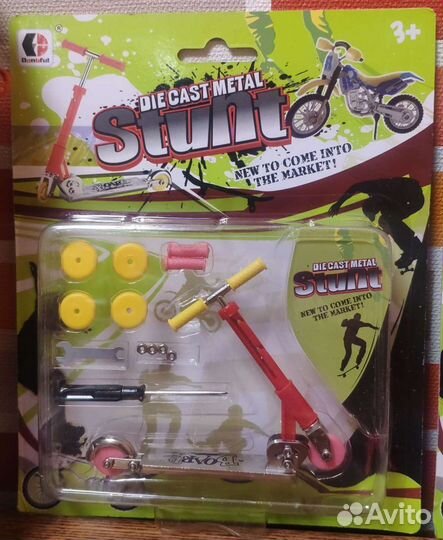 Donoful
®
3+
DIE CAST METAL
Stunt
NEW TO COME INTO
THE MARKET!
DIE CAST METAL
Stunt
NEW TO COME INTO
THE MARKET!
Avito